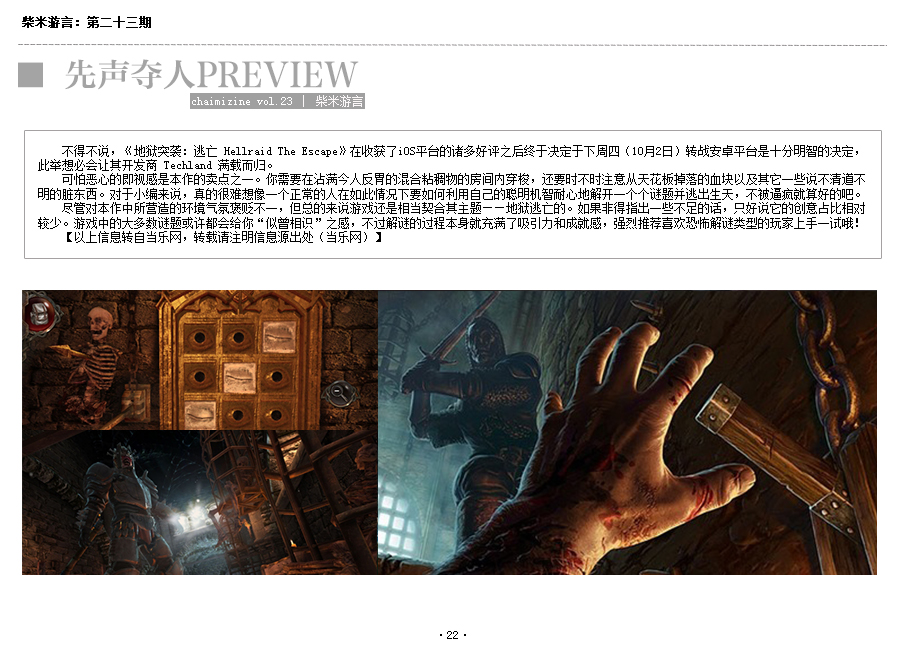 柴米游言：第二十三期
先声夺人PREVIEW
chaimizine vol.23 | 柴米游言
不得不说，《地狱突袭：逃亡 Hellraid The Escape》在收获了iOS平台的诸多好评之后终于决定于下周四（10月2日）转战安卓平台是十分明智的决定，
此举想必会让其开发商 Techland 满载而归。
可怕恶心的即视感是本作的卖点之一。你需要在沾满令人反胃的混合粘稠物的房间内穿梭，还要时不时注意从天花板掉落的血块以及其它一些说不清道不
明的脏东西。对于小编来说，真的很难想像一个正常的人在如此情况下要如何利用自己的聪明机智耐心地解开一个个谜题并逃出生天，不被逼疯就算好的吧。
尽管对本作中所营造的环境气氛褒贬不一，但总的来说游戏还是相当契合其主题——地狱逃亡的。如果非得指出一些不足的话，只好说它的创意占比相对
较少。游戏中的大多数谜题或许都会给你“似曾相识”之感，不过解谜的过程本身就充满了吸引力和成就感，强烈推荐喜欢恐怖解谜类型的玩家上手一试哦！
【以上信息转自当乐网，转载请注明信息源出处（当乐网）】
·22·